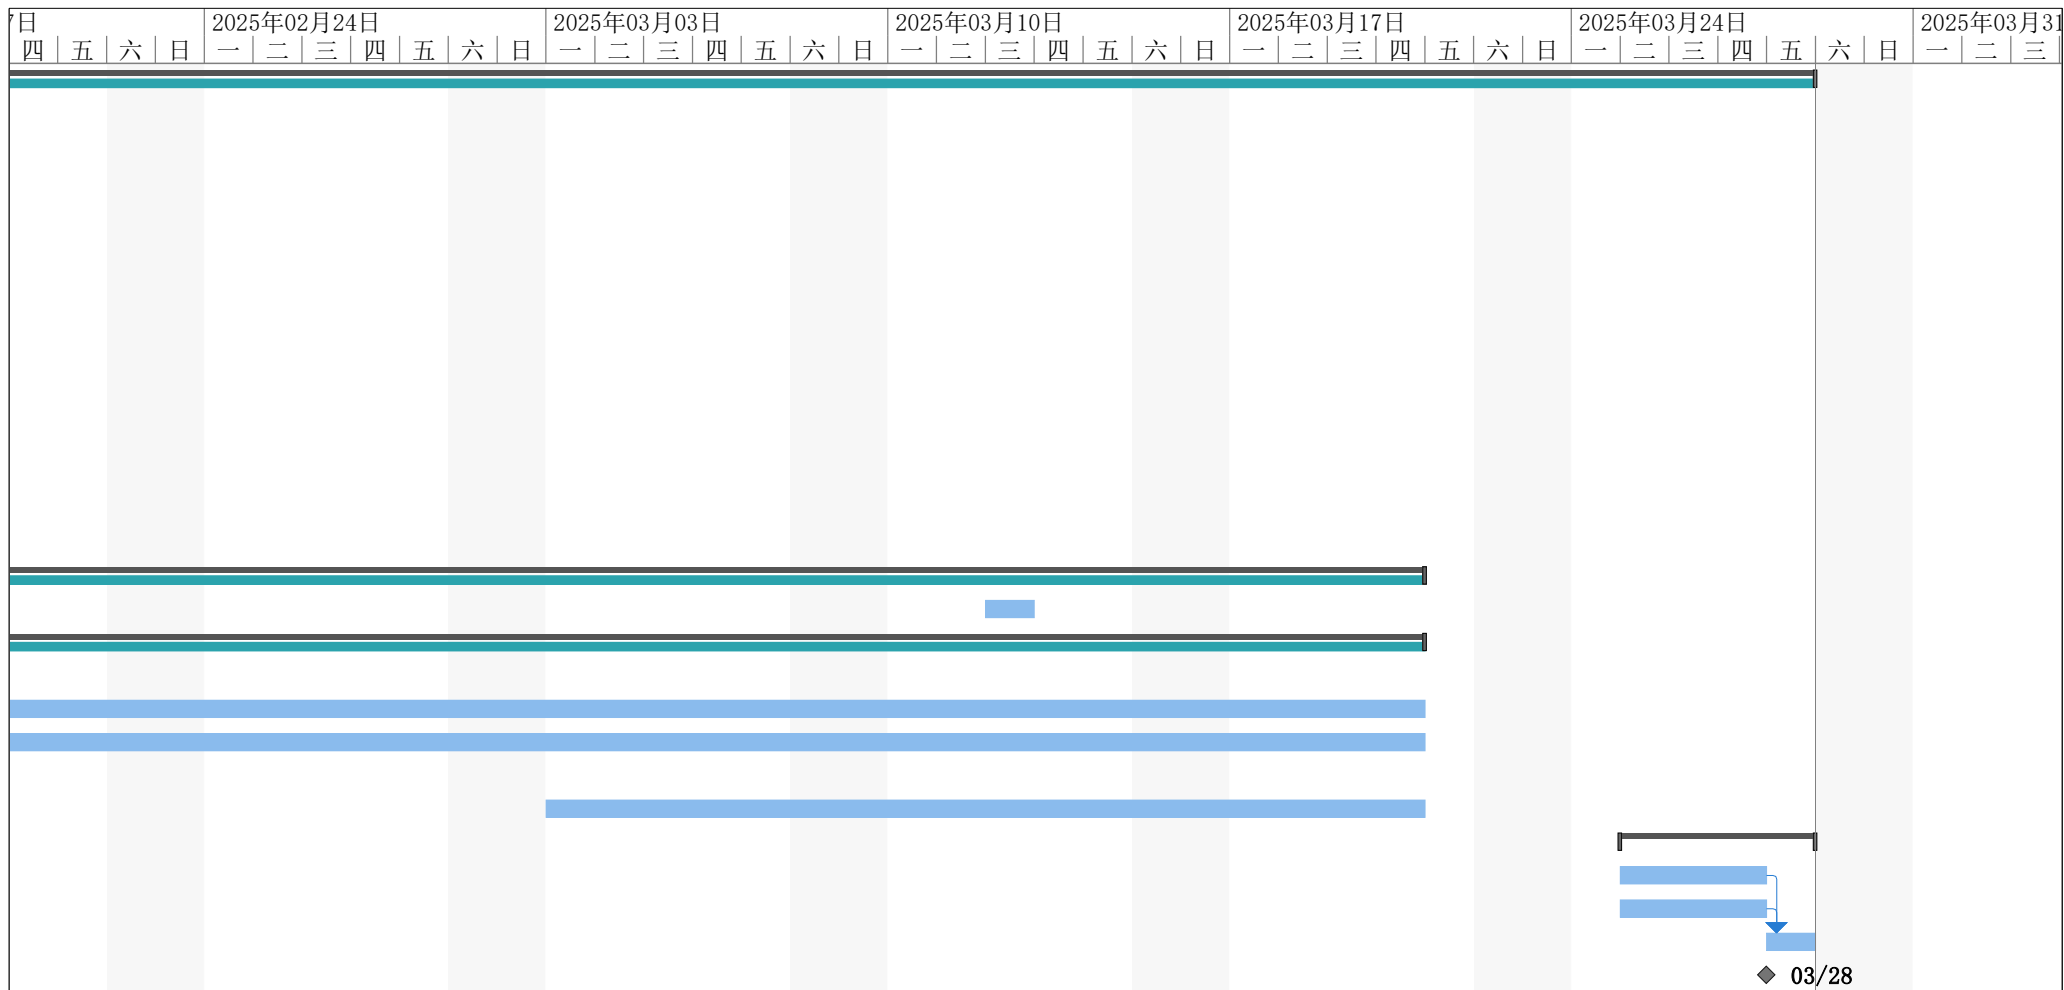 7日 2025年02月24日 2025年03月03日 2025年03月10日 2025年03月17日 2025年03月24日 2025年03月31
四 五 六 日 一 二 三 四 五 六 日 一 二 三 四 五 六 日 一 二 三 四 五 六 日 一 二 三 四 五 六 日 一 二 三 四 五 六 日 一 二 三
03/28